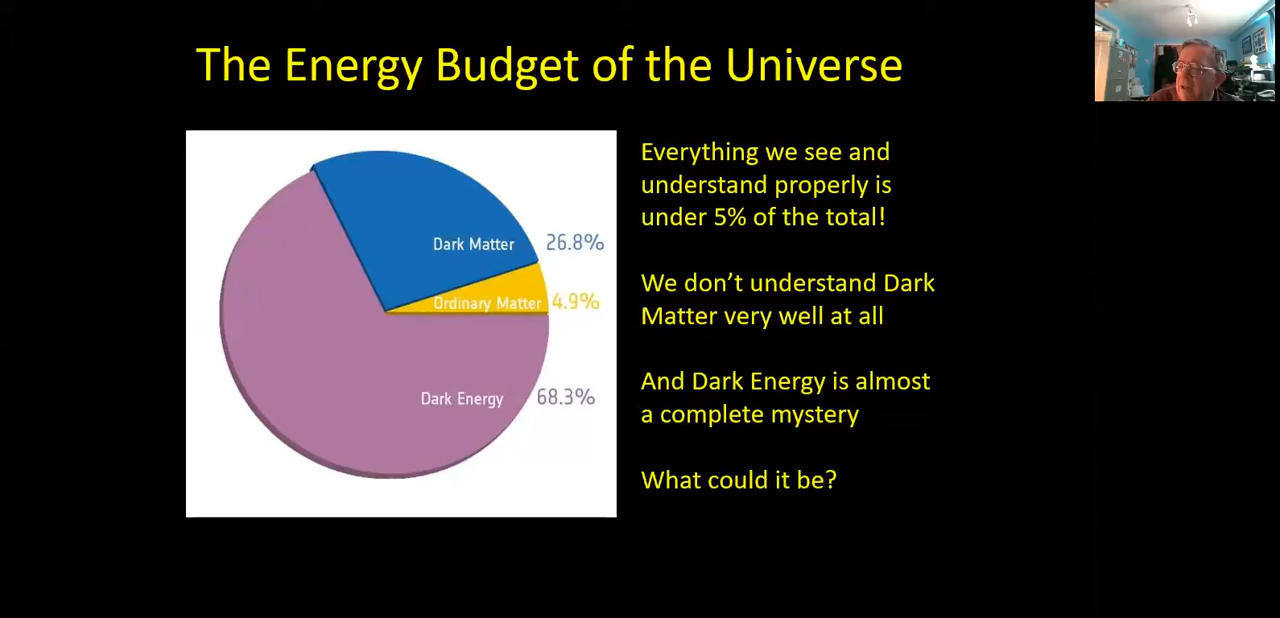 The Energy Budget of the Universe
Dark Matter 26.8%
Ordinary Matter 4.9%
Dark Energy 68.3%
Everything we see and
understand properly is
under 5% of the total!
We don’t understand Dark
Matter very well at all
And Dark Energy is almost
a complete mystery
What could it be?